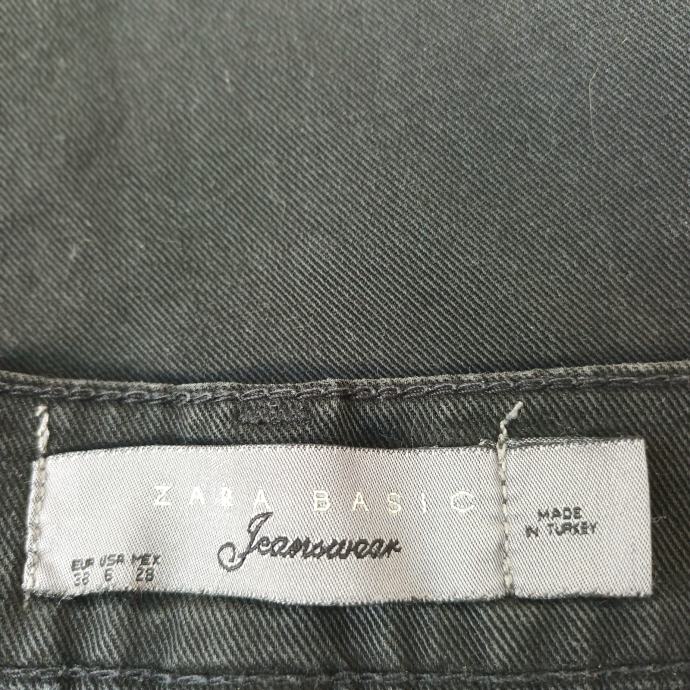 ZARA BASIC
Jeanswear
EUR USA MEX
38 6 28
MADE
IN TURKEY